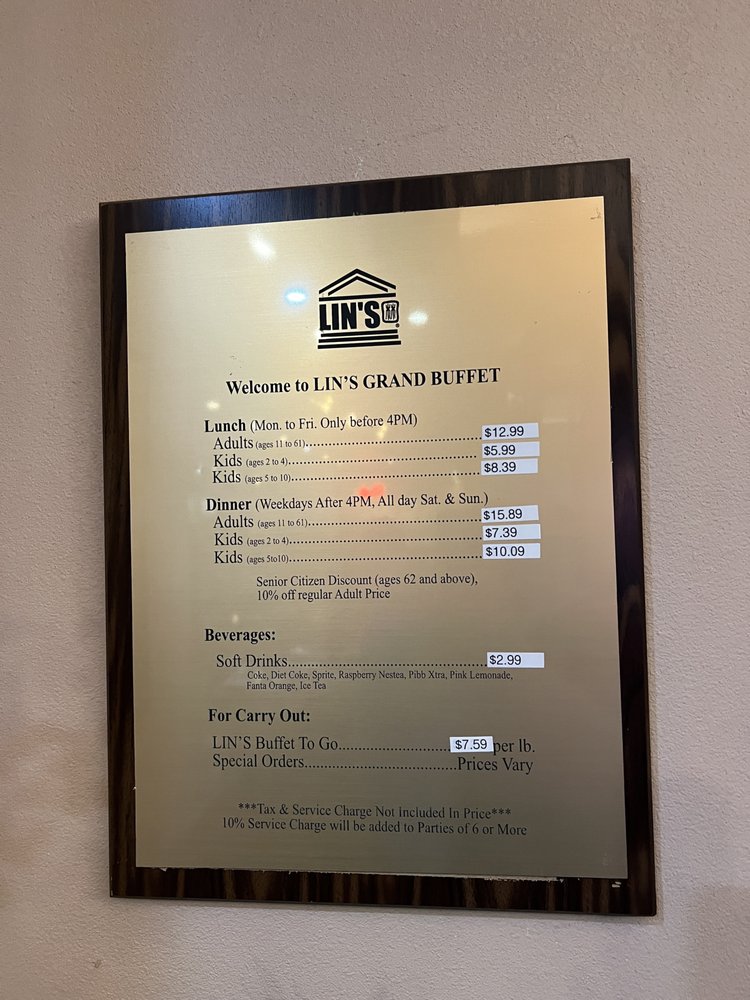 LIN'S
Welcome to LIN'S GRAND BUFFET
Lunch (Mon. to Fri. Only before 4PM)
Adults (ages 11 to 61)................................................$12.99
Kids (ages 2 to 4)................................................$5.99
Kids (ages 5 to 10)................................................$8.39
Dinner (Weekdays After 4PM, All day Sat. & Sun.)
Adults (ages 11 to 61)................................................$15.89
Kids (ages 2 to 4)................................................$7.39
Kids (ages 5to10)................................................$10.09
Senior Citizen Discount (ages 62 and above),
10% off regular Adult Price
Beverages:
Soft Drinks................................................$2.99
Coke, Diet Coke, Sprite, Raspberry Nestea, Pibb Xtra, Pink Lemonade,
Fanta Orange, Ice Tea
For Carry Out:
LIN'S Buffet To Go...........................$7.59 per lb.
Special Orders.....................................Prices Vary
***Tax & Service Charge Not Included In Price***
10% Service Charge will be added to Parties of 6 or More